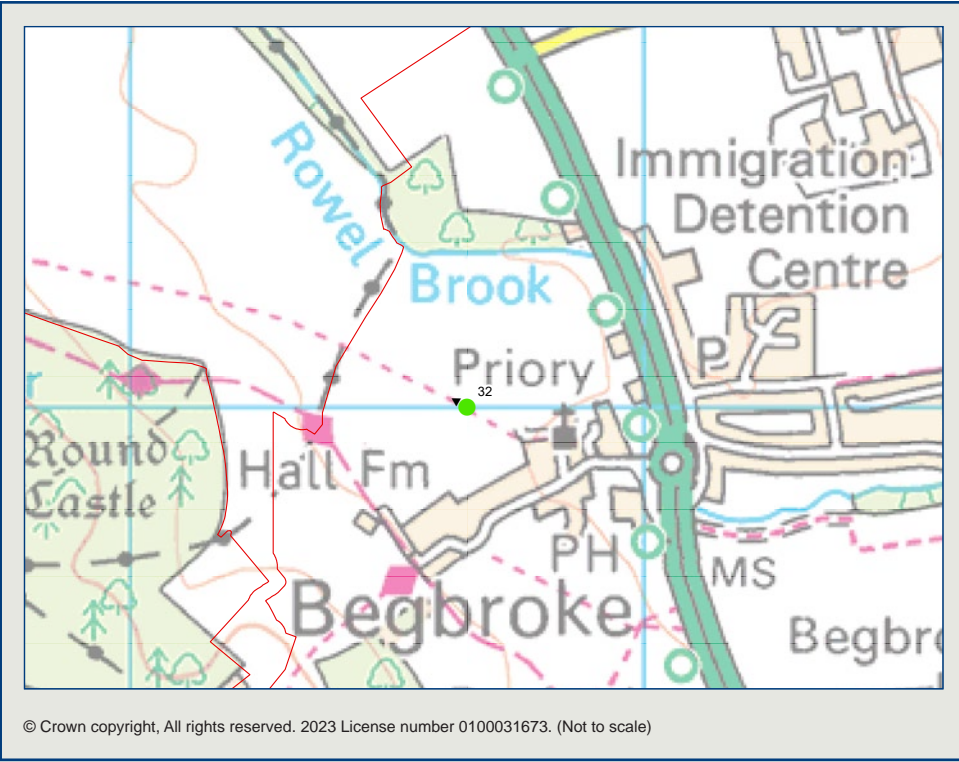 Immigration
Detention
Centre
Rowel
Brook
Priory
P
32
r
Round
Castle
Hall Fm
PH
MS
Begbroke
Begbr
© Crown copyright, All rights reserved. 2023 License number 0100031673. (Not to scale)